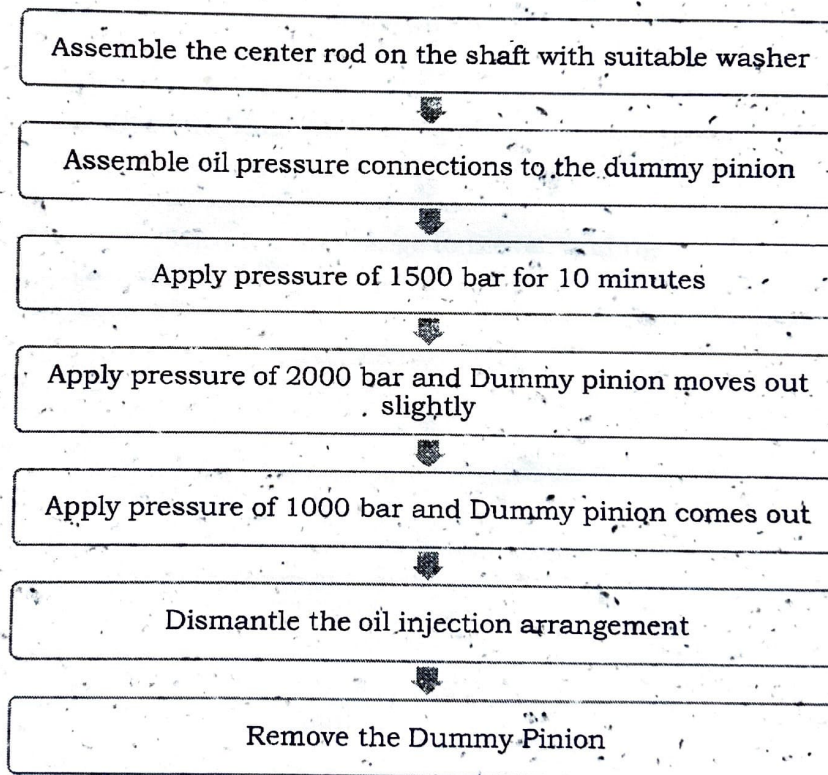 Assemble the center rod on the shaft with suitable washer
Assemble oil pressure connections to the dummy pinion
Apply pressure of 1500 bar for 10 minutes
Apply pressure of 2000 bar and Dummy pinion moves out
slightly
Apply pressure of 1000 bar and Dummy pinion comes out
Dismantle the oil injection arrangement
Remove the Dummy Pinion